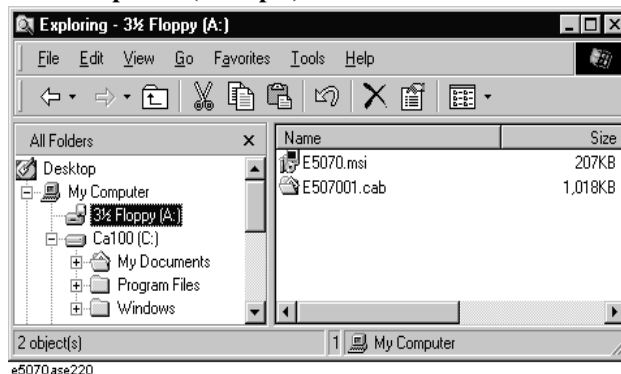 Exploring - 3½ Floppy (A:)
File Edit View Go Favorites Tools Help
All Folders x
Desktop
My Computer
3½ Floppy (A:)
Ca100 (C:)
My Documents
Program Files
Windows
Name Size
E5070.msi 207KB
E507001.cab 1,018KB
2 object(s) 1 My Computer
e5070ase220